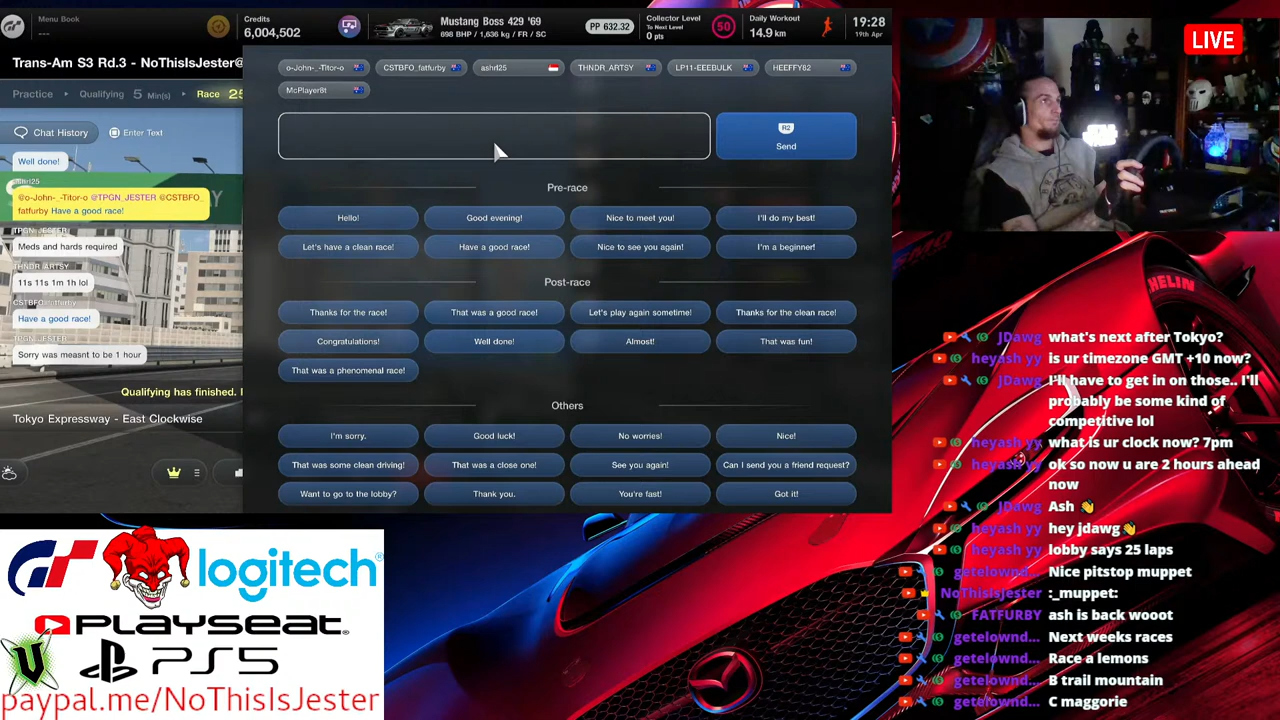 Menu Book
---
Credits
6,004,502
Mustang Boss 429 '69
698 BHP / 1,636 kg / FR / SC
PP 632.32
Collector Level
To Next Level
0 pts
50
Daily Workout
14.9 km
19:28
19th Apr
LIVE
Trans-Am S3 Rd.3 - NoThisIsJester@
Practice
Qualifying 5 Min(s)
Race 25
Chat History
Enter Text
Well done!
@o-John-_-Titor-o @TPGN_JESTER @CSTBFO_
fatfurby Have a good race!
TPGN_JESTER
Meds and hards required
THNDR_ARTSY
11s 11s 1m 1h lol
CSTBFO_fatfurby
Have a good race!
TPGN_JESTER
Sorry was measnt to be 1 hour
Qualifying has finished.
Tokyo Expressway - East Clockwise
o-John-_-Titor-o
CSTBFO_fatfurby
ashrl25
THNDR_ARTSY
LP11-EEEBULK
HEEFFY62
McPlayer8t
R2
Send
Pre-race
Hello!
Good evening!
Nice to meet you!
I'll do my best!
Let's have a clean race!
Have a good race!
Nice to see you again!
I'm a beginner!
Post-race
Thanks for the race!
That was a good race!
Let's play again sometime!
Thanks for the clean race!
Congratulations!
Well done!
Almost!
That was fun!
That was a phenomenal race!
Others
I'm sorry.
Good luck!
No worries!
Nice!
That was some clean driving!
That was a close one!
See you again!
Can I send you a friend request?
Want to go to the lobby?
Thank you.
You're fast!
Got it!
JDawg what's next after Tokyo?
heyash yy is ur timezone GMT +10 now?
JDawg I'll have to get in on those.. I'll
probably be some kind of
competitive lol
heyash yy what is ur clock now? 7pm
heyash yy ok so now u are 2 hours ahead
now
JDawg Ash 👋
heyash yy hey jdawg👋
heyash yy lobby says 25 laps
getelownd... Nice pitstop muppet
NoThisIsJester :_muppet:
FATFURBY ash is back wooot
getelownd... Next weeks races
getelownd... Race a lemons
getelownd... B trail mountain
getelownd... C maggorie
logitech®
PLAYSEAT®
PS5
paypal.me/NoThisIsJester